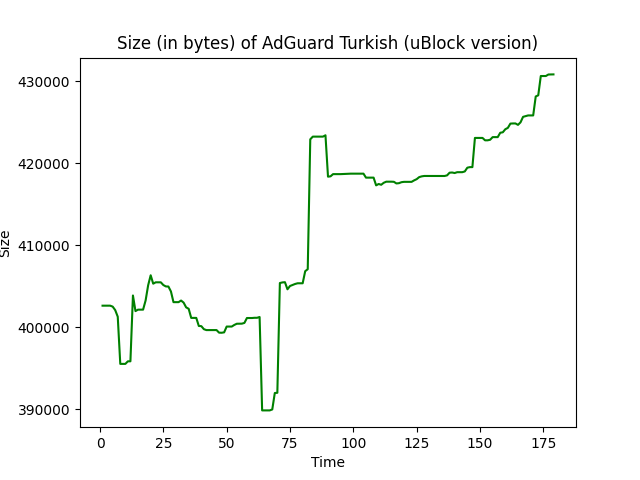 Size (in bytes) of AdGuard Turkish (uBlock version)
430000
420000
410000
400000
390000
Size
0 25 50 75 100 125 150 175
Time